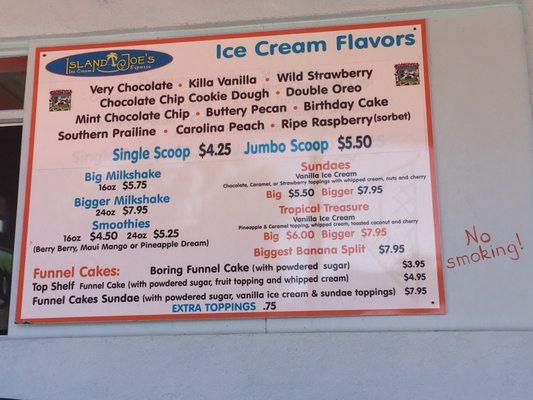 Island Joe's
Ice Cream Espresso
Ice Cream Flavors
Very Chocolate • Killa Vanilla • Wild Strawberry
Chocolate Chip Cookie Dough • Double Oreo
Mint Chocolate Chip • Buttery Pecan • Birthday Cake
Southern Prailine • Carolina Peach • Ripe Raspberry(sorbet)
Single Scoop $4.25 Jumbo Scoop $5.50
Big Milkshake
16oz $5.75
Bigger Milkshake
24oz $7.95
Smoothies
16oz $4.50 24oz $5.25
(Berry Berry, Maui Mango or Pineapple Dream)
Sundaes
Vanilla Ice Cream
Chocolate, Caramel, or Strawberry toppings with whipped cream, nuts and cherry
Big $5.50 Bigger $7.95
Tropical Treasure
Vanilla Ice Cream
Pineapple & Caramel topping, whipped cream, toasted coconut and cherry
Big $6.00 Bigger $7.95
Biggest Banana Split $7.95
Funnel Cakes: Boring Funnel Cake (with powdered sugar) $3.95
Top Shelf Funnel Cake (with powdered sugar, fruit topping and whipped cream) $4.95
Funnel Cakes Sundae (with powdered sugar, vanilla ice cream & sundae toppings) $7.95
EXTRA TOPPINGS .75
No
smoking!